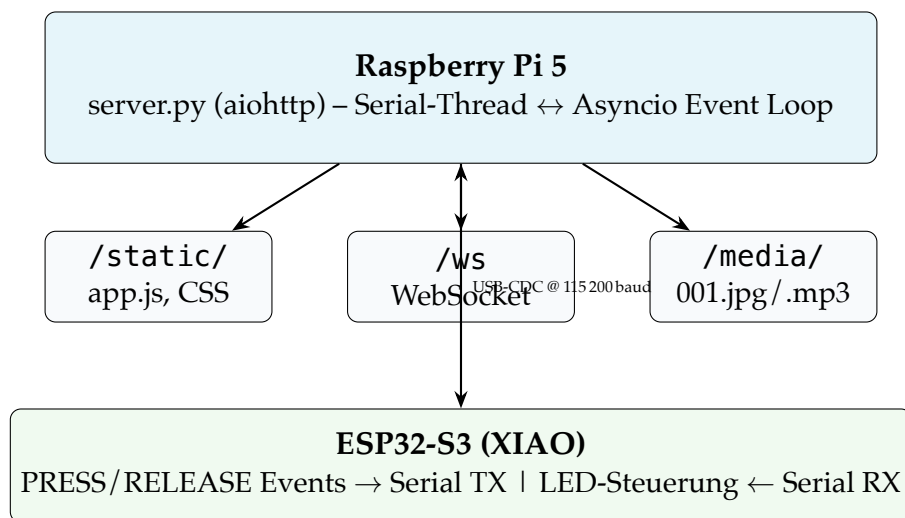 Raspberry Pi 5
server.py (aiohttp) – Serial-Thread ↔ Asyncio Event Loop
/static/
app.js, CSS
/ws
WebSocket
USB-CDC @ 115 200 baud
/media/
001.jpg/.mp3
ESP32-S3 (XIAO)
PRESS/RELEASE Events → Serial TX | LED-Steuerung ← Serial RX